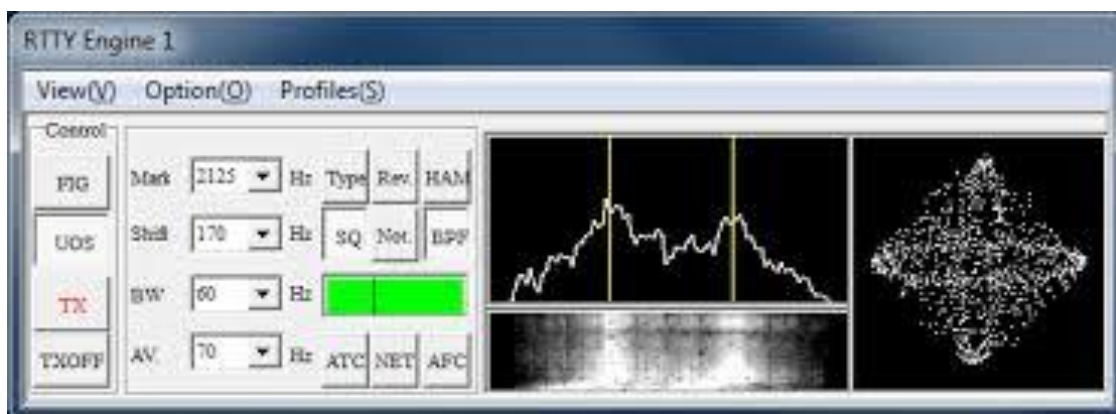 RTTY Engine 1
View(V) Option(O) Profiles(S)
Control
FIG
UOS
TX
TXOFF
Mark 2125 Hz Type Rev. HAM
Shift 170 Hz SQ Not. BPF
BW 60 Hz
AV. 70 Hz ATC NET AFC